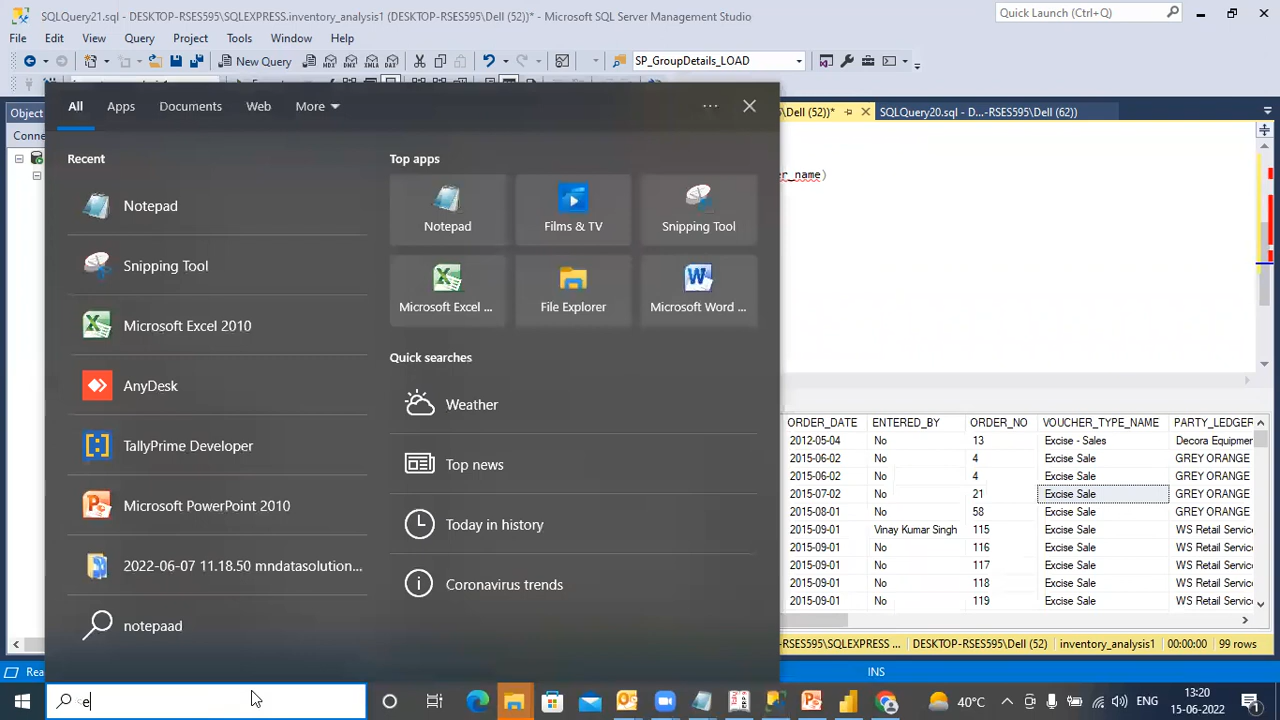 SQLQuery21.sql - DESKTOP-RSES595\SQLEXPRESS.inventory_analysis1 (DESKTOP-RSES595\Dell (52))* - Microsoft SQL Server Management Studio
Quick Launch (Ctrl+Q)
File Edit View Query Project Tools Window Help
New Query
SP_GroupDetails_LOAD
Object
\Dell (52))*
SQLQuery20.sql - D...-RSES595\Dell (62))
All Apps Documents Web More
Conne
Recent
Top apps
er_name)
Notepad
Snipping Tool
Microsoft Excel 2010
AnyDesk
TallyPrime Developer
Microsoft PowerPoint 2010
2022-06-07 11.18.50 mndatasolution...
notepaad
Notepad
Films & TV
Snipping Tool
Microsoft Excel ...
File Explorer
Microsoft Word ...
Quick searches
Weather
Top news
Today in history
Coronavirus trends
ORDER_DATE ENTERED_BY ORDER_NO VOUCHER_TYPE_NAME PARTY_LEDGER
2012-05-04 No 13 Excise - Sales Decora Equipmen
2015-06-02 No 4 Excise Sale GREY ORANGE
2015-06-02 No 4 Excise Sale GREY ORANGE
2015-07-02 No 21 Excise Sale GREY ORANGE
2015-08-01 No 58 Excise Sale GREY ORANGE
2015-09-01 Vinay Kumar Singh 115 Excise Sale WS Retail Service
2015-09-01 No 116 Excise Sale WS Retail Service
2015-09-01 No 117 Excise Sale WS Retail Service
2015-09-01 No 118 Excise Sale WS Retail Service
2015-09-01 No 119 Excise Sale WS Retail Service
-RSES595\SQLEXPRESS ... DESKTOP-RSES595\Dell (52) inventory_analysis1 00:00:00 99 rows
Rea
INS
e
40°C
ENG
13:20
15-06-2022